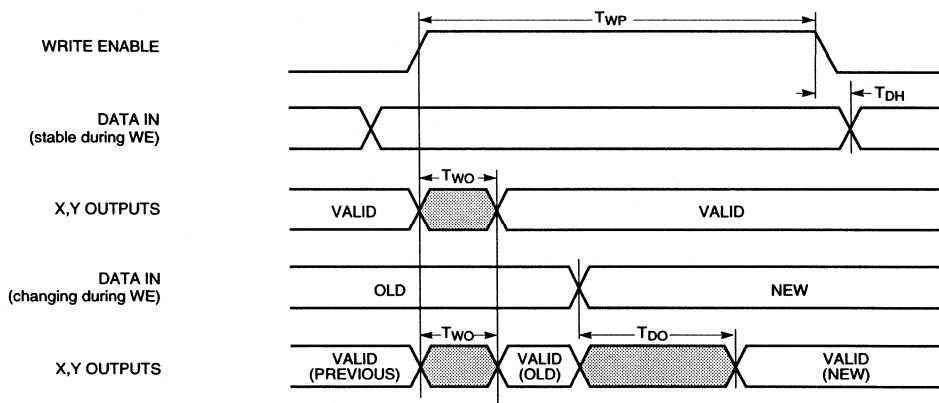 TWP
WRITE ENABLE
TDH
DATA IN
(stable during WE)
TWO
X,Y OUTPUTS
VALID
VALID
DATA IN
(changing during WE)
OLD
NEW
TWO
TDO
X,Y OUTPUTS
VALID
(PREVIOUS)
VALID
(OLD)
VALID
(NEW)